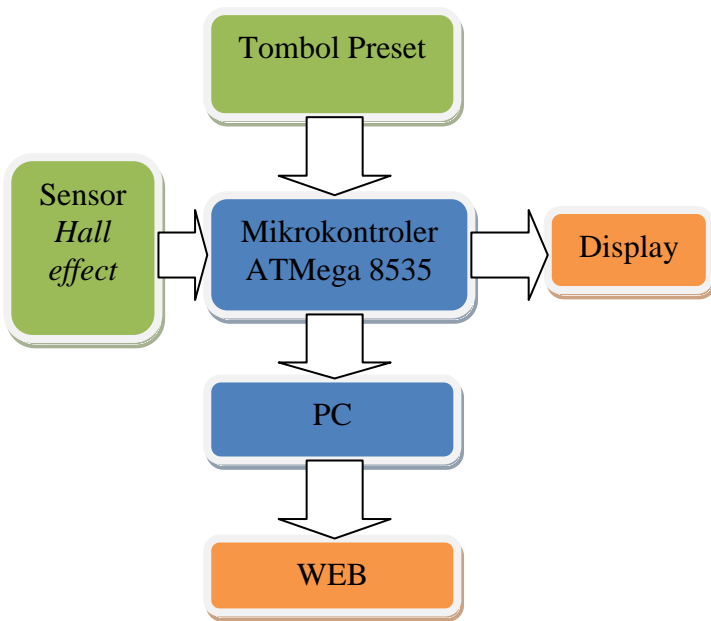 Tombol Preset
Sensor
Hall
effect
Mikrokontroler
ATMega 8535
Display
PC
WEB